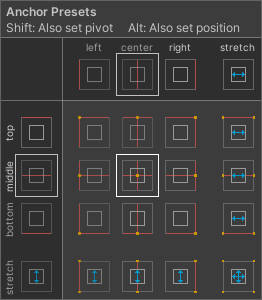 Anchor Presets
Shift: Also set pivot Alt: Also set position
left center right stretch
top
middle
bottom
stretch